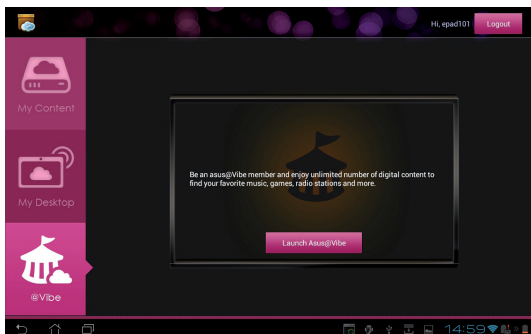 Hi, epad101
Logout
My Content
My Desktop
@Vibe
Be an asus@Vibe member and enjoy unlimited number of digital content to
find your favorite music, games, radio stations and more.
Launch Asus@Vibe
14:59